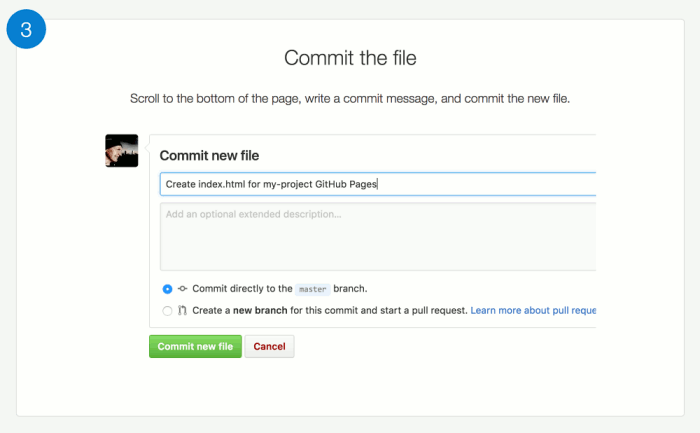 3
Commit the file
Scroll to the bottom of the page, write a commit message, and commit the new file.
Commit new file
Create index.html for my-project GitHub Pages
Add an optional extended description...
Commit directly to the master branch.
Create a new branch for this commit and start a pull request. Learn more about pull reque
Commit new file Cancel